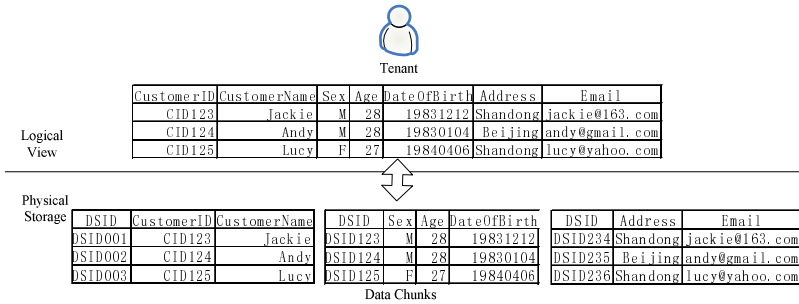 Tenant
CustomerID CustomerName Sex Age DateOfBirth Address Email
CID123 Jackie M 28 19831212 Shandong jackie@163.com
CID124 Andy M 28 19830104 Beijing andy@gmail.com
CID125 Lucy F 27 19840406 Shandong lucy@yahoo.com
Logical
View
Physical
Storage
DSID CustomerID CustomerName
DSID001 CID123 Jackie
DSID002 CID124 Andy
DSID003 CID125 Lucy
DSID Sex Age DateOfBirth
DSID123 M 28 19831212
DSID124 M 28 19830104
DSID125 F 27 19840406
DSID Address Email
DSID234 Shandong jackie@163.com
DSID235 Beijing andy@gmail.com
DSID236 Shandong lucy@yahoo.com
Data Chunks